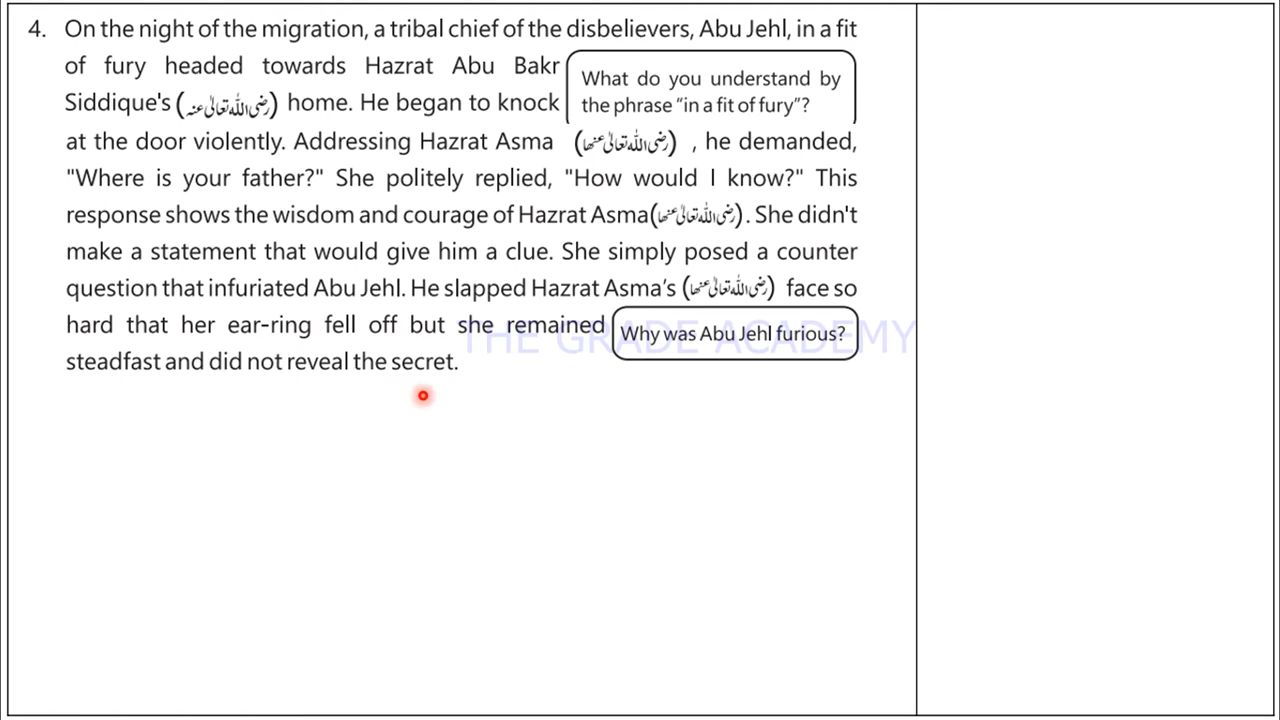 4. On the night of the migration, a tribal chief of the disbelievers, Abu Jehl, in a fit
of fury headed towards Hazrat Abu Bakr
Siddique's (رضی اللہ تعالیٰ عنہ) home. He began to knock
What do you understand by
the phrase “in a fit of fury”?
at the door violently. Addressing Hazrat Asma (رضی اللہ تعالیٰ عنھا) , he demanded,
"Where is your father?" She politely replied, "How would I know?" This
response shows the wisdom and courage of Hazrat Asma(رضی اللہ تعالیٰ عنھا). She didn't
make a statement that would give him a clue. She simply posed a counter
question that infuriated Abu Jehl. He slapped Hazrat Asma’s (رضی اللہ تعالیٰ عنھا) face so
hard that her ear-ring fell off but she remained
Why was Abu Jehl furious?
steadfast and did not reveal the secret.
THE GRADE ACADEMY